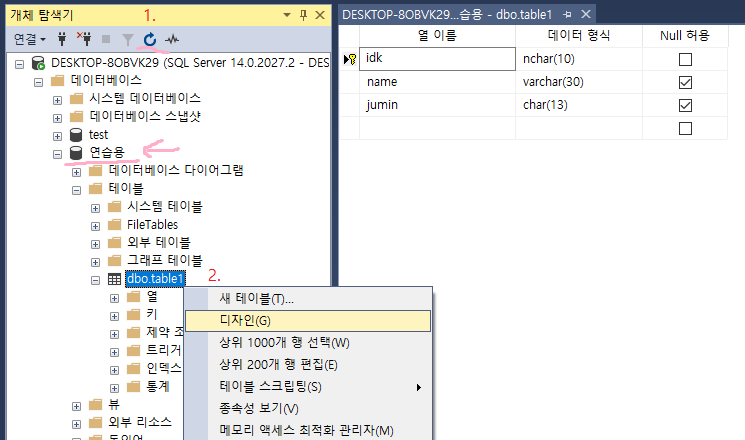 개체 탐색기
1.
연결
DESKTOP-8OBVK29 (SQL Server 14.0.2027.2 - DES
데이터베이스
시스템 데이터베이스
데이터베이스 스냅샷
test
연습용
데이터베이스 다이어그램
테이블
시스템 테이블
FileTables
외부 테이블
그래프 테이블
dbo.table1
2.
열
키
제약 조
트리거
인덱스
통계
뷰
외부 리소스
새 테이블(T)...
디자인(G)
상위 1000개 행 선택(W)
상위 200개 행 편집(E)
테이블 스크립팅(S)
종속성 보기(V)
메모리 액세스 최적화 관리자(M)
DESKTOP-8OBVK29...습용 - dbo.table1
열 이름 데이터 형식 Null 허용
idk nchar(10)
name varchar(30)
jumin char(13)